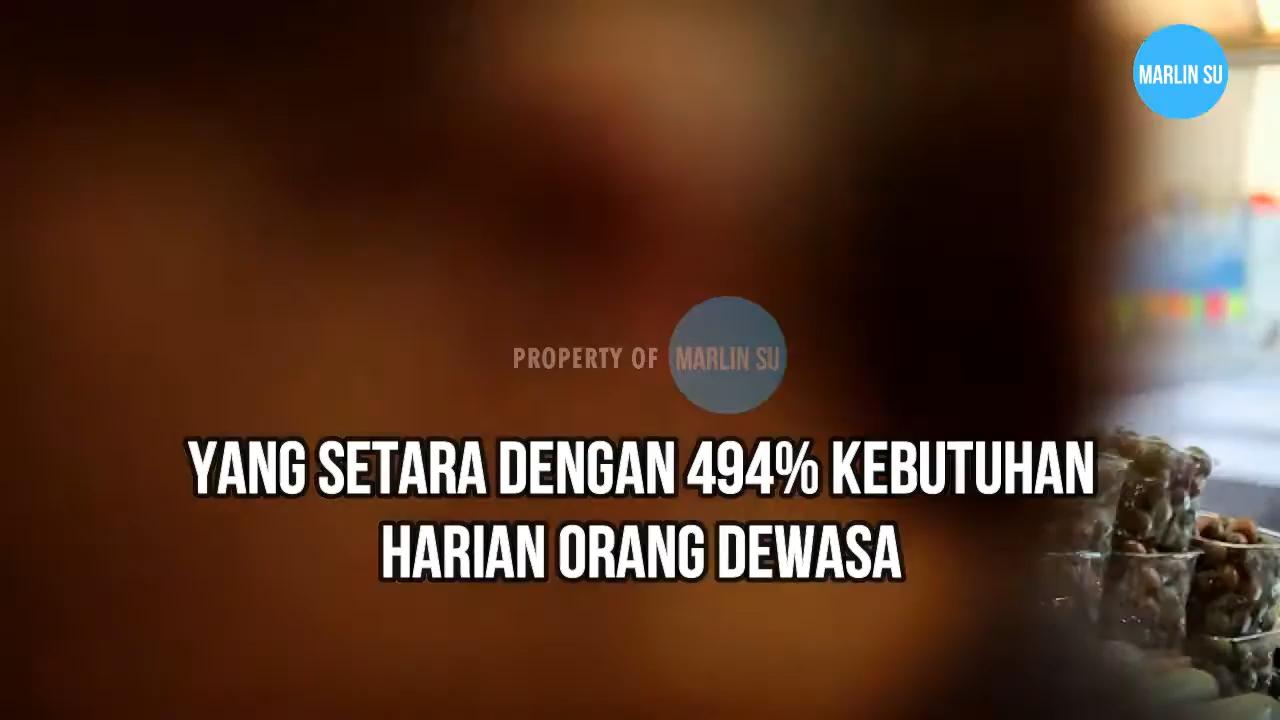 MARLIN SU
PROPERTY OF MARLIN SU
YANG SETARA DENGAN 494% KEBUTUHAN
HARIAN ORANG DEWASA